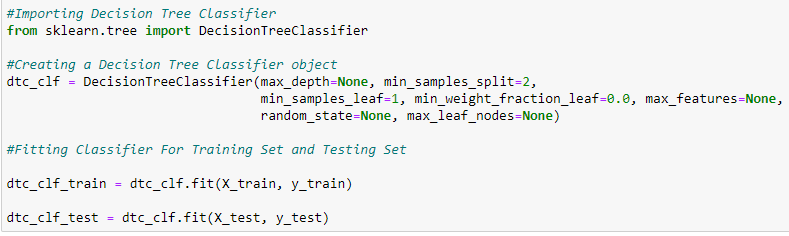 #Importing Decision Tree Classifier
from sklearn.tree import DecisionTreeClassifier
#Creating a Decision Tree Classifier object
dtc_clf = DecisionTreeClassifier(max_depth=None, min_samples_split=2,
min_samples_leaf=1, min_weight_fraction_leaf=0.0, max_features=None,
random_state=None, max_leaf_nodes=None)
#Fitting Classifier For Training Set and Testing Set
dtc_clf_train = dtc_clf.fit(X_train, y_train)
dtc_clf_test = dtc_clf.fit(X_test, y_test)